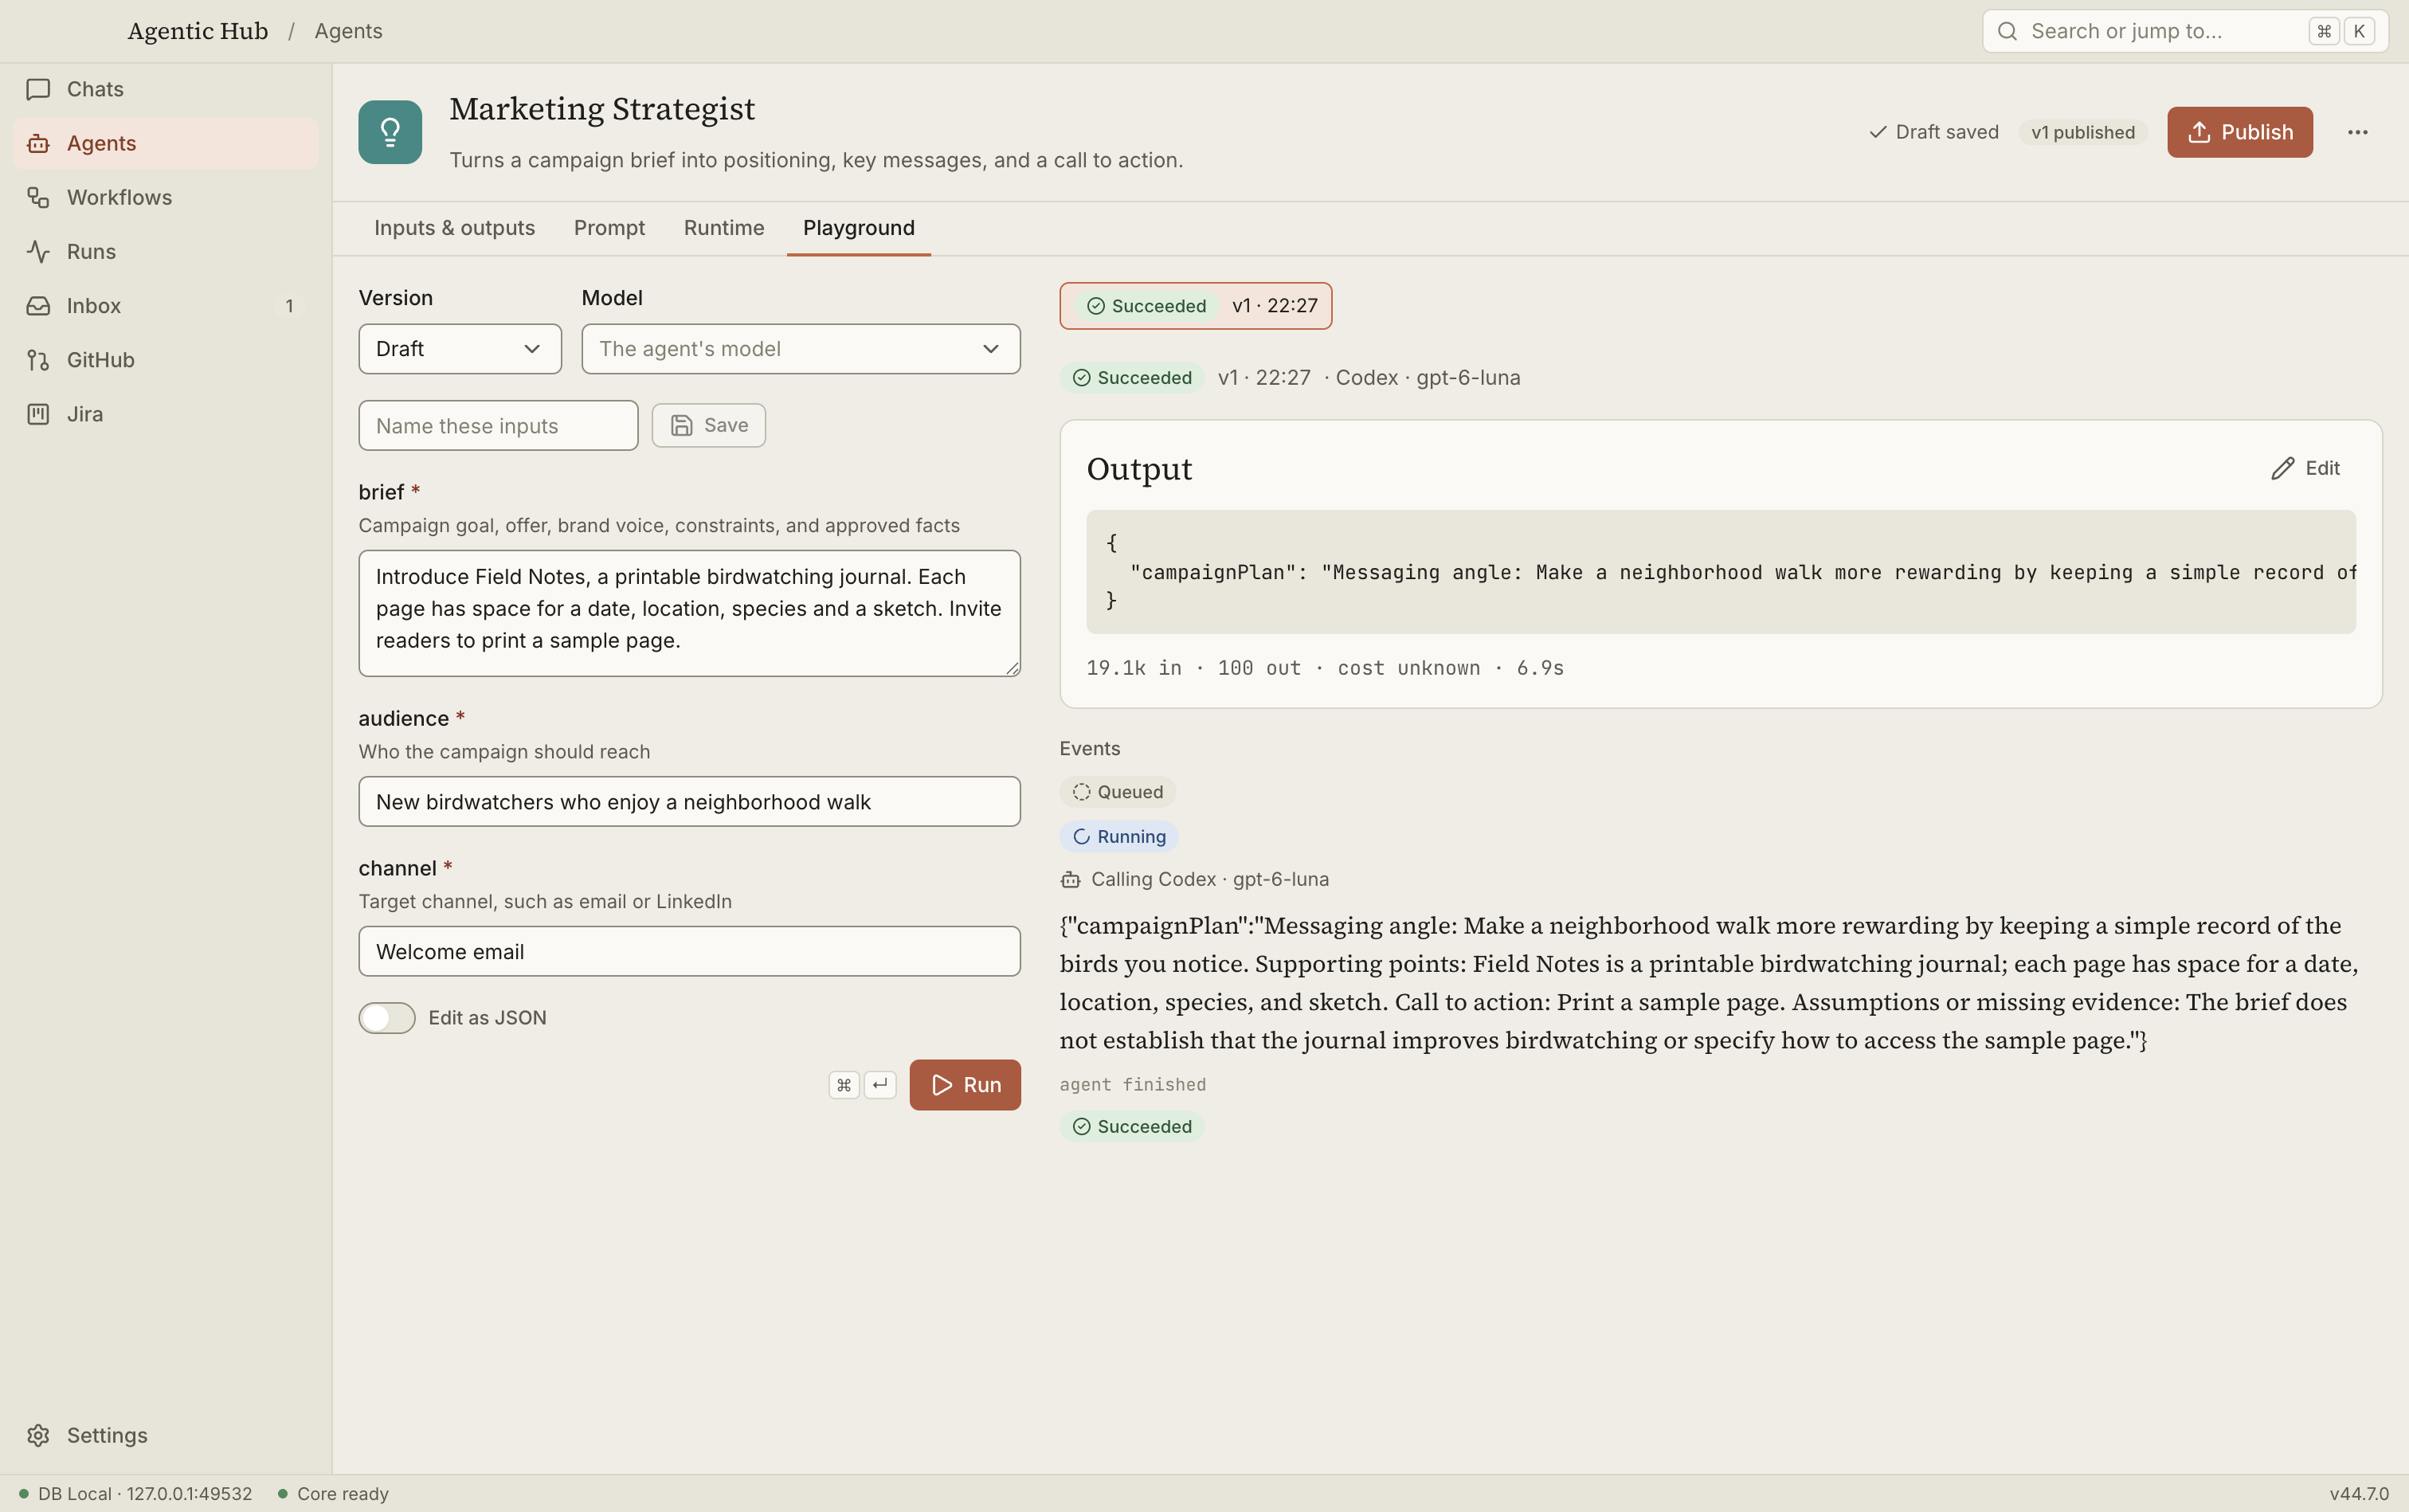 Agentic Hub / Agents
Search or jump to... ⌘ K
Chats
Agents
Workflows
Runs
Inbox 1
GitHub
Jira
Settings
Marketing Strategist
Turns a campaign brief into positioning, key messages, and a call to action.
Draft saved
v1 published
Publish
Inputs & outputs
Prompt
Runtime
Playground
Version
Model
Draft
The agent's model
Name these inputs
Save
brief *
Campaign goal, offer, brand voice, constraints, and approved facts
Introduce Field Notes, a printable birdwatching journal. Each
page has space for a date, location, species and a sketch. Invite
readers to print a sample page.
audience *
Who the campaign should reach
New birdwatchers who enjoy a neighborhood walk
channel *
Target channel, such as email or LinkedIn
Welcome email
Edit as JSON
⌘ ↵ Run
Succeeded v1 · 22:27
Succeeded v1 · 22:27 · Codex · gpt-6-luna
Output
Edit
{
"campaignPlan": "Messaging angle: Make a neighborhood walk more rewarding by keeping a simple record of
}
19.1k in · 100 out · cost unknown · 6.9s
Events
Queued
Running
Calling Codex · gpt-6-luna
{"campaignPlan":"Messaging angle: Make a neighborhood walk more rewarding by keeping a simple record of the
birds you notice. Supporting points: Field Notes is a printable birdwatching journal; each page has space for a date,
location, species, and sketch. Call to action: Print a sample page. Assumptions or missing evidence: The brief does
not establish that the journal improves birdwatching or specify how to access the sample page."}
agent finished
Succeeded
DB Local · 127.0.0.1:49532
Core ready
v44.7.0